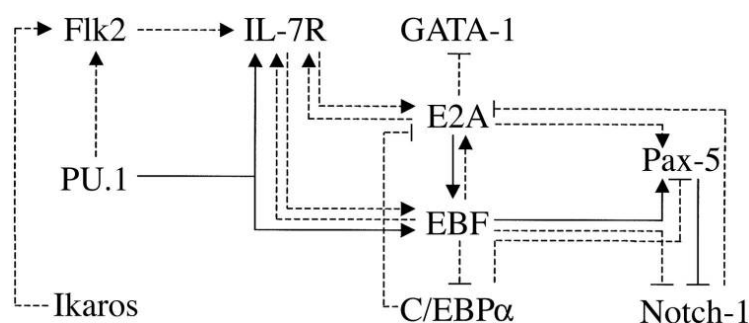 Flk2 IL-7R GATA-1
E2A
Pax-5
PU.1
EBF
Ikaros C/EBPα Notch-1